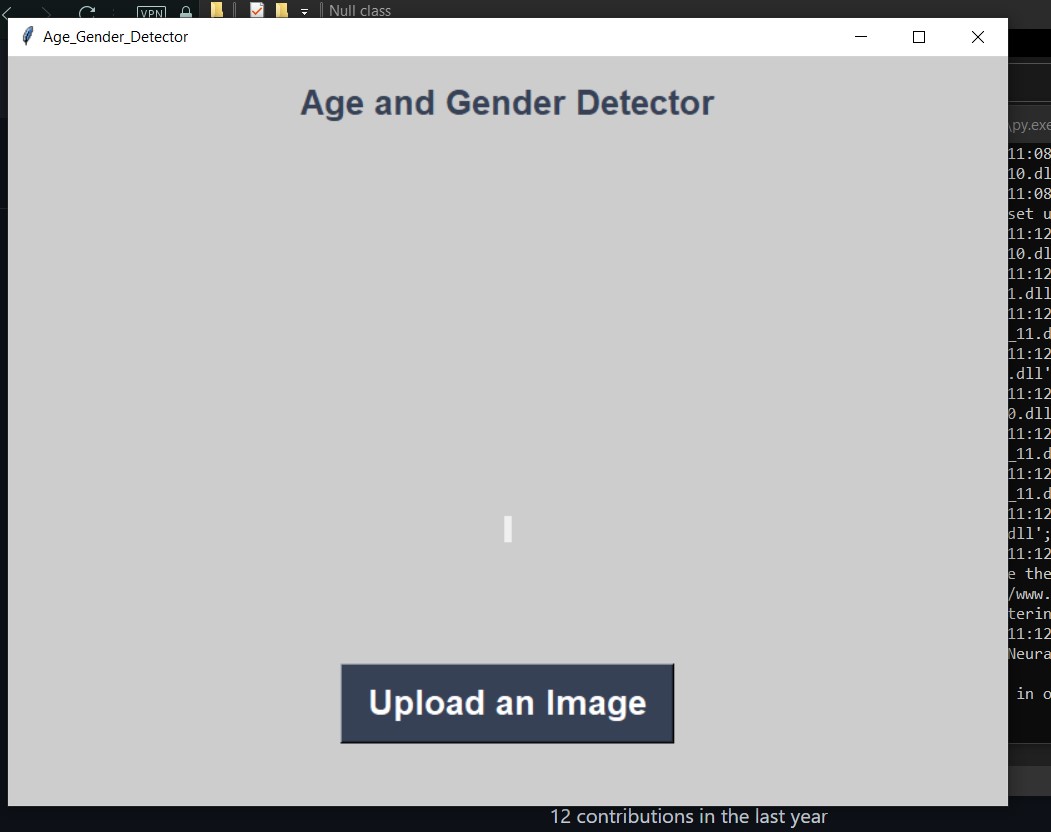 VPN
Null class
Age_Gender_Detector
Age and Gender Detector
\py.exe
11:08
10.dl
11:08
set u
11:12
10.dl
11:12
1.dll
11:12
_11.d
11:12
.dll'
11:12
0.dll
11:12
_11.d
11:12
_11.d
11:12
dll';
11:12
e the
/www.
terin
11:12
Neura
in o
Upload an Image
12 contributions in the last year